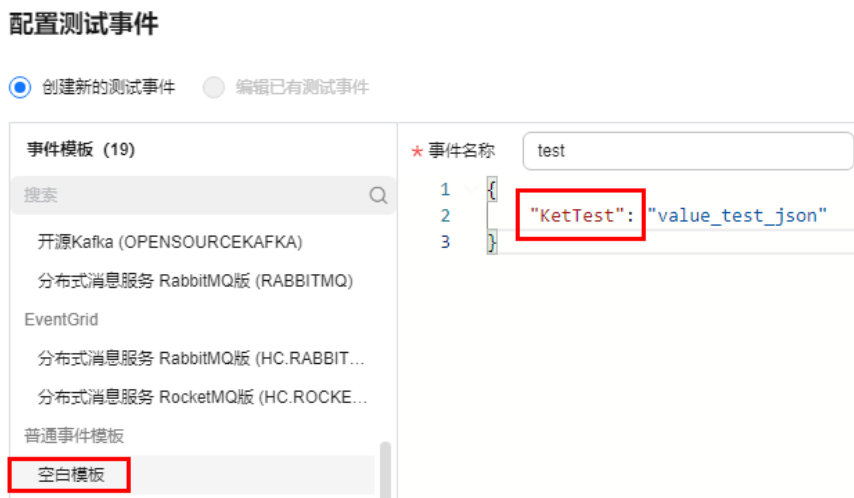 配置测试事件
创建新的测试事件 编辑已有测试事件
事件模板（19）
搜索
开源Kafka (OPENSOURCEKAFKA)
分布式消息服务 RabbitMQ版 (RABBITMQ)
EventGrid
分布式消息服务 RabbitMQ版 (HC.RABBIT...
分布式消息服务 RocketMQ版 (HC.ROCKE...
普通事件模板
空白模板
* 事件名称 test
1 {
2 "KetTest": "value_test_json"
3 }